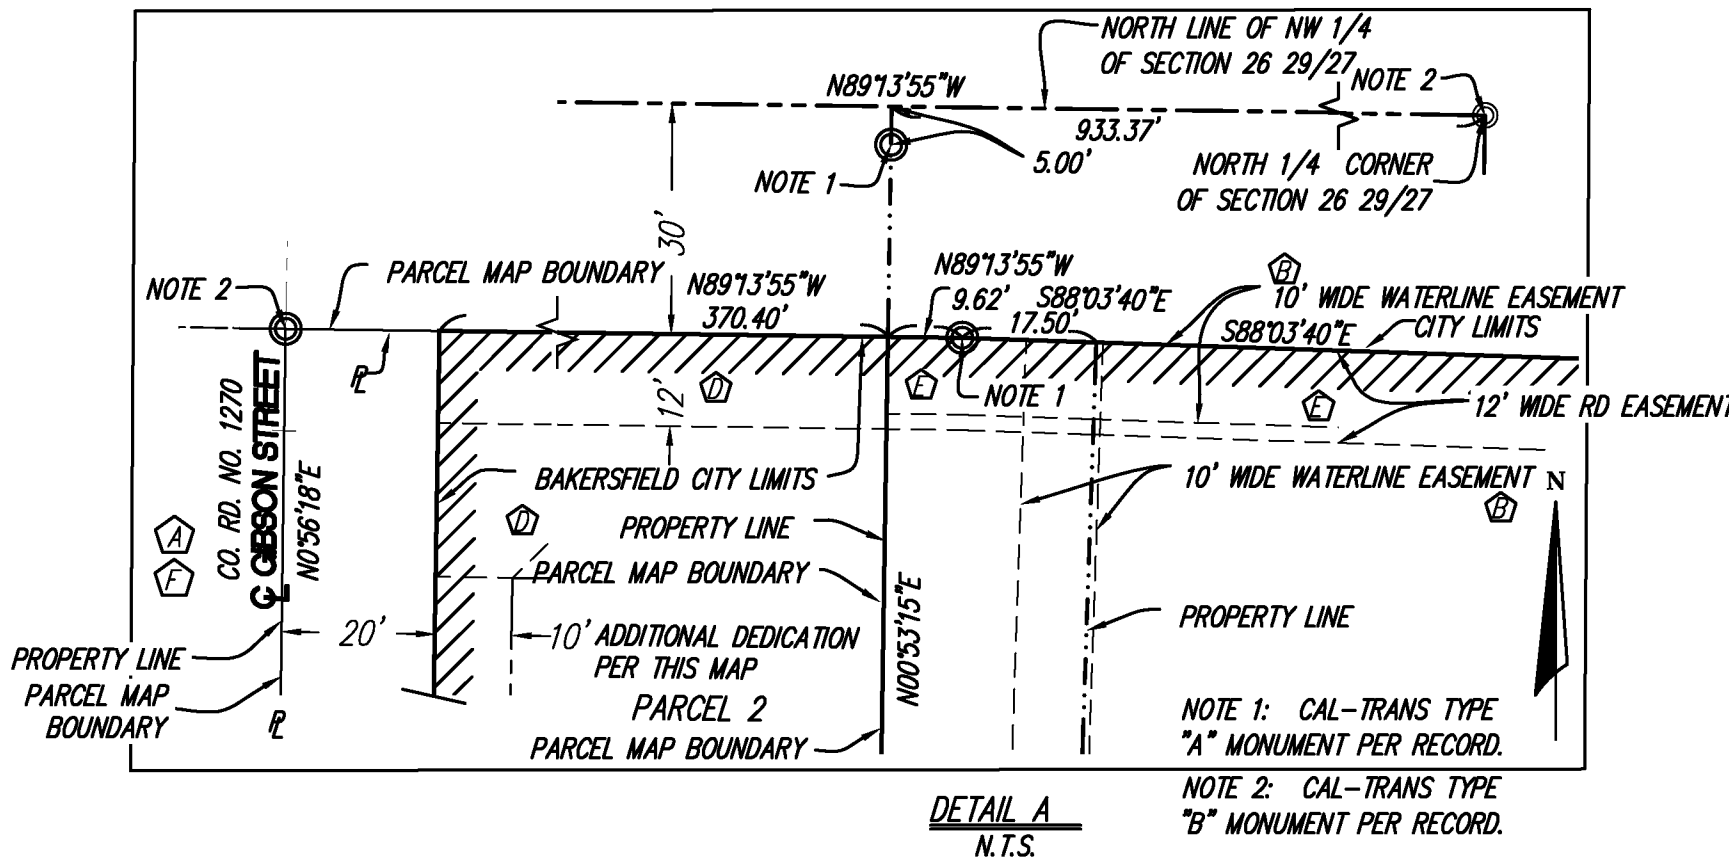 NORTH LINE OF NW 1/4
OF SECTION 26 29/27
NOTE 2
N89°13'55"W
933.37'
5.00'
NORTH 1/4 CORNER
OF SECTION 26 29/27
NOTE 1
30'
PARCEL MAP BOUNDARY
NOTE 2
N89°13'55"W
370.40'
N89°13'55"W
9.62'
S88°03'40"E
17.50'
B
10' WIDE WATERLINE EASEMENT
S88°03'40"E
CITY LIMITS
PL
D
E
NOTE 1
E
12' WIDE RD EASEMENT
12'
CO. RD. NO. 1270
CL GIBSON STREET
N0°56'18"E
BAKERSFIELD CITY LIMITS
10' WIDE WATERLINE EASEMENT
N
B
A
F
D
PROPERTY LINE
PARCEL MAP BOUNDARY
N00°53'15"E
PROPERTY LINE
20'
10' ADDITIONAL DEDICATION
PER THIS MAP
PROPERTY LINE
PARCEL MAP
BOUNDARY
PL
PARCEL 2
PARCEL MAP BOUNDARY
NOTE 1: CAL-TRANS TYPE
"A" MONUMENT PER RECORD.
NOTE 2: CAL-TRANS TYPE
"B" MONUMENT PER RECORD.
DETAIL A
N.T.S.